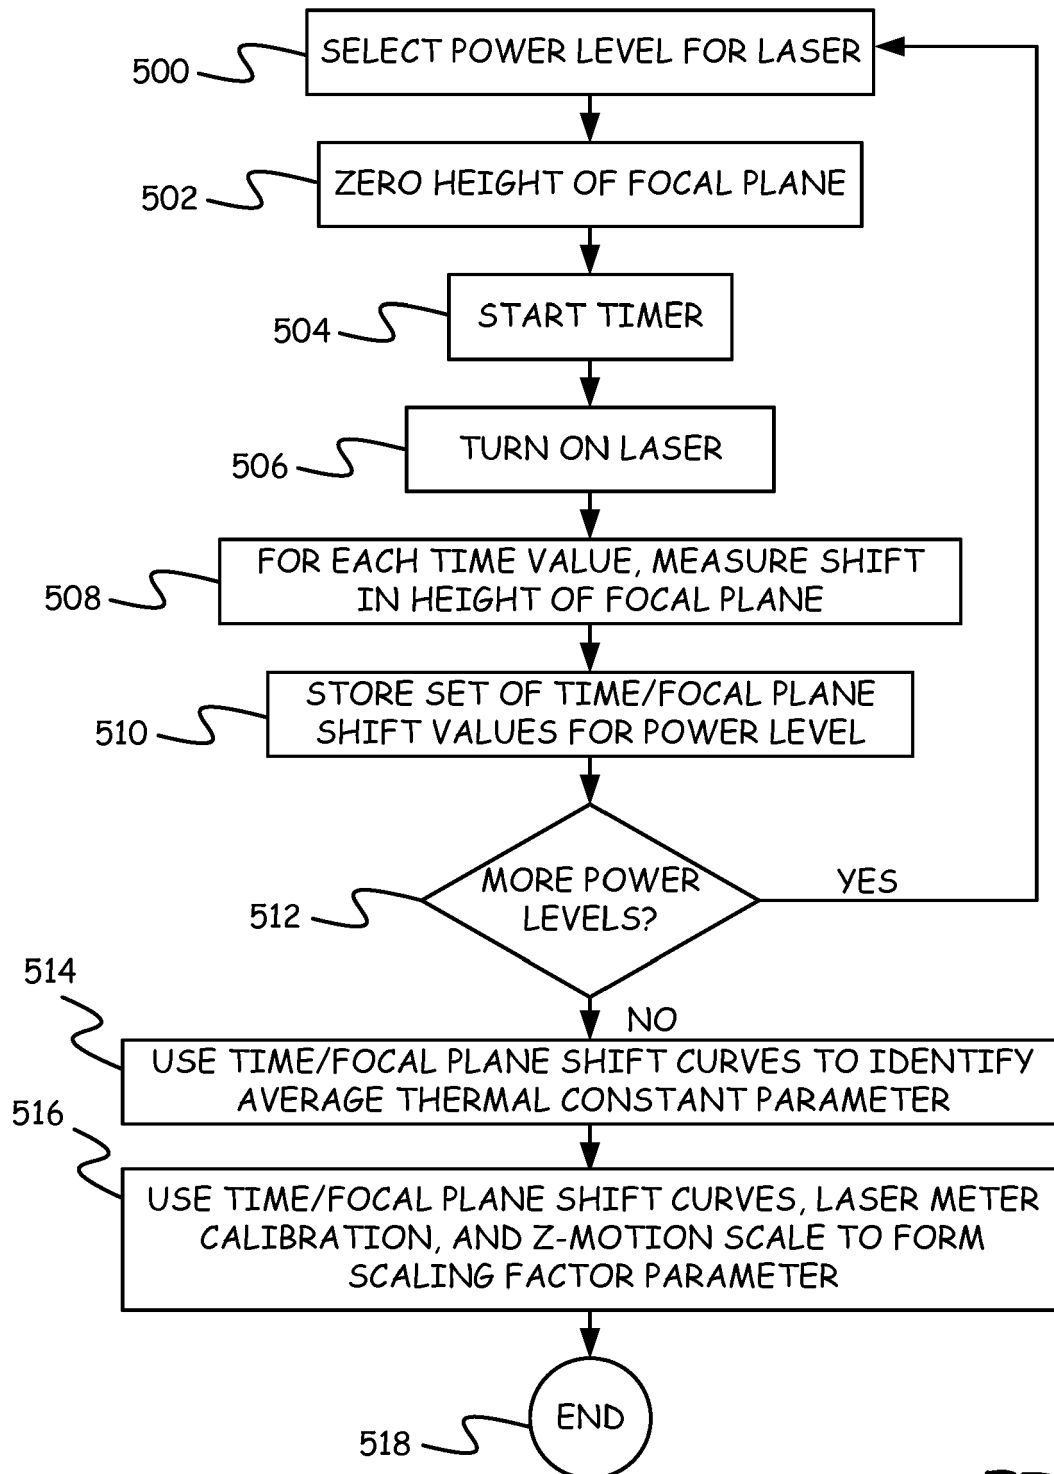 500
SELECT POWER LEVEL FOR LASER
502
ZERO HEIGHT OF FOCAL PLANE
504
START TIMER
506
TURN ON LASER
508
FOR EACH TIME VALUE, MEASURE SHIFT
IN HEIGHT OF FOCAL PLANE
510
STORE SET OF TIME/FOCAL PLANE
SHIFT VALUES FOR POWER LEVEL
512
MORE POWER
LEVELS?
YES
NO
514
USE TIME/FOCAL PLANE SHIFT CURVES TO IDENTIFY
AVERAGE THERMAL CONSTANT PARAMETER
516
USE TIME/FOCAL PLANE SHIFT CURVES, LASER METER
CALIBRATION, AND Z-MOTION SCALE TO FORM
SCALING FACTOR PARAMETER
518
END